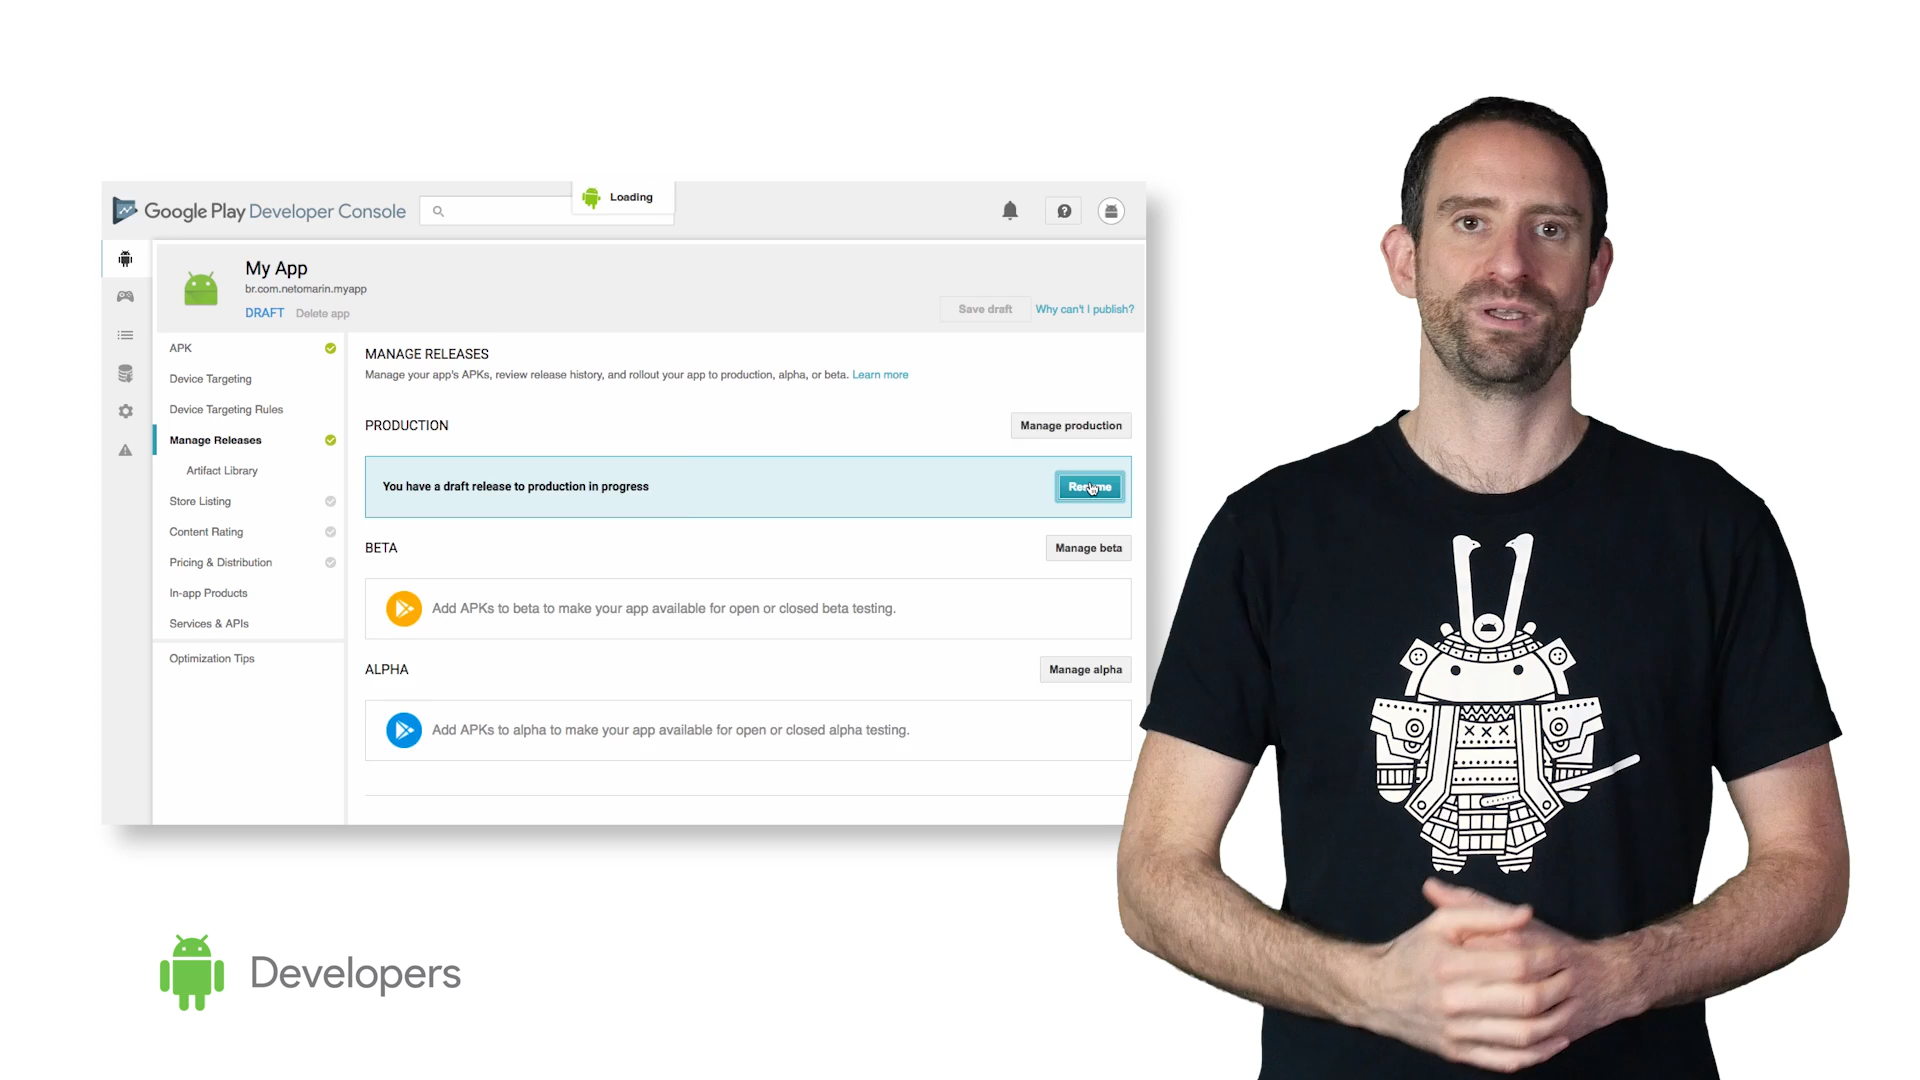 Google Play Developer Console
Loading
My App
br.com.netomarin.myapp
DRAFT Delete app
Save draft Why can't I publish?
APK
Device Targeting
Device Targeting Rules
Manage Releases
Artifact Library
Store Listing
Content Rating
Pricing & Distribution
In-app Products
Services & APIs
Optimization Tips
MANAGE RELEASES
Manage your app's APKs, review release history, and rollout your app to production, alpha, or beta. Learn more
PRODUCTION Manage production
You have a draft release to production in progress Resume
BETA Manage beta
Add APKs to beta to make your app available for open or closed beta testing.
ALPHA Manage alpha
Add APKs to alpha to make your app available for open or closed alpha testing.
Developers